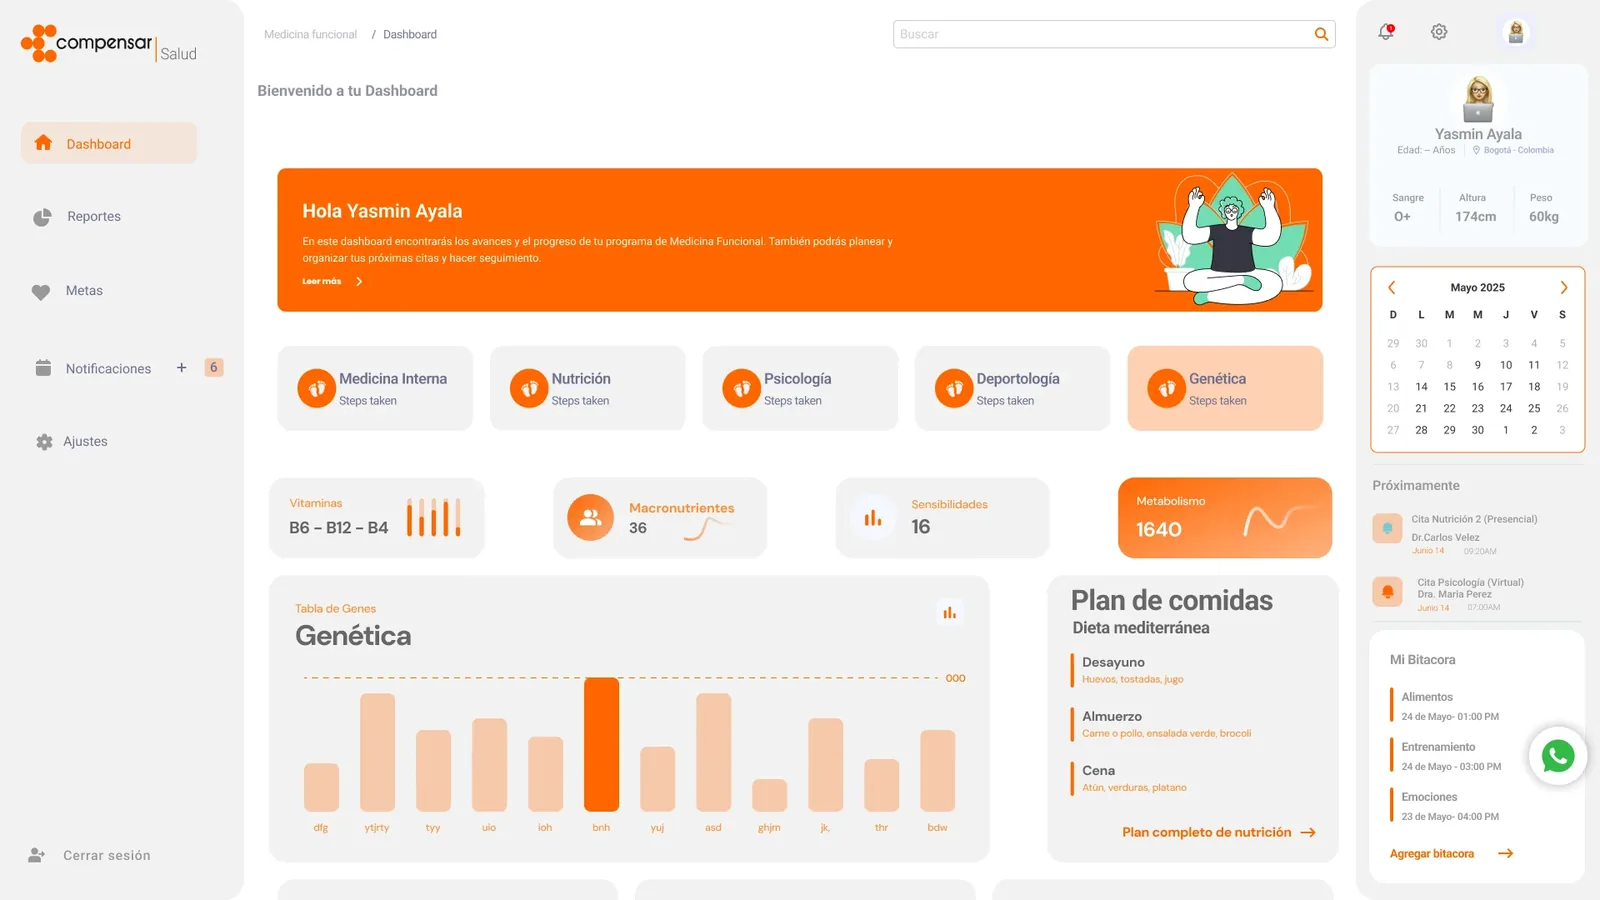 compensar
Salud
Dashboard
Reportes
Metas
Notificaciones + 6
Ajustes
Cerrar sesión
Medicina funcional / Dashboard
Buscar
Bienvenido a tu Dashboard
Hola Yasmin Ayala
En este dashboard encontrarás los avances y el progreso de tu programa de Medicina Funcional. También podrás planear y
organizar tus próximas citas y hacer seguimiento.
Leer más
Medicina Interna
Steps taken
Nutrición
Steps taken
Psicología
Steps taken
Deportología
Steps taken
Genética
Steps taken
Vitaminas
B6 – B12 – B4
Macronutrientes
36
Sensibilidades
16
Metabolismo
1640
Tabla de Genes
Genética
000
dfg ytjrty tyy uio ioh bnh yuj asd ghjm jk, thr bdw
Plan de comidas
Dieta mediterránea
Desayuno
Huevos, tostadas, jugo
Almuerzo
Carne o pollo, ensalada verde, brocoli
Cena
Atún, verduras, platano
Plan completo de nutrición
1
Yasmin Ayala
Edad: – Años
Bogotá - Colombia
Sangre Altura Peso
O+ 174cm 60kg
Mayo 2025
D L M M J V S
29 30 1 2 3 4 5
6 7 8 9 10 11 12
13 14 15 16 17 18 19
20 21 22 23 24 25 26
27 28 29 30 1 2 3
Próximamente
Cita Nutrición 2 (Presencial)
Dr.Carlos Velez
Junio 14 09:20AM
Cita Psicología (Virtual)
Dra. Maria Perez
Junio 14 07:00AM
Mi Bitacora
Alimentos
24 de Mayo- 01:00 PM
Entrenamiento
24 de Mayo - 03:00 PM
Emociones
23 de Mayo- 04:00 PM
Agregar bitacora